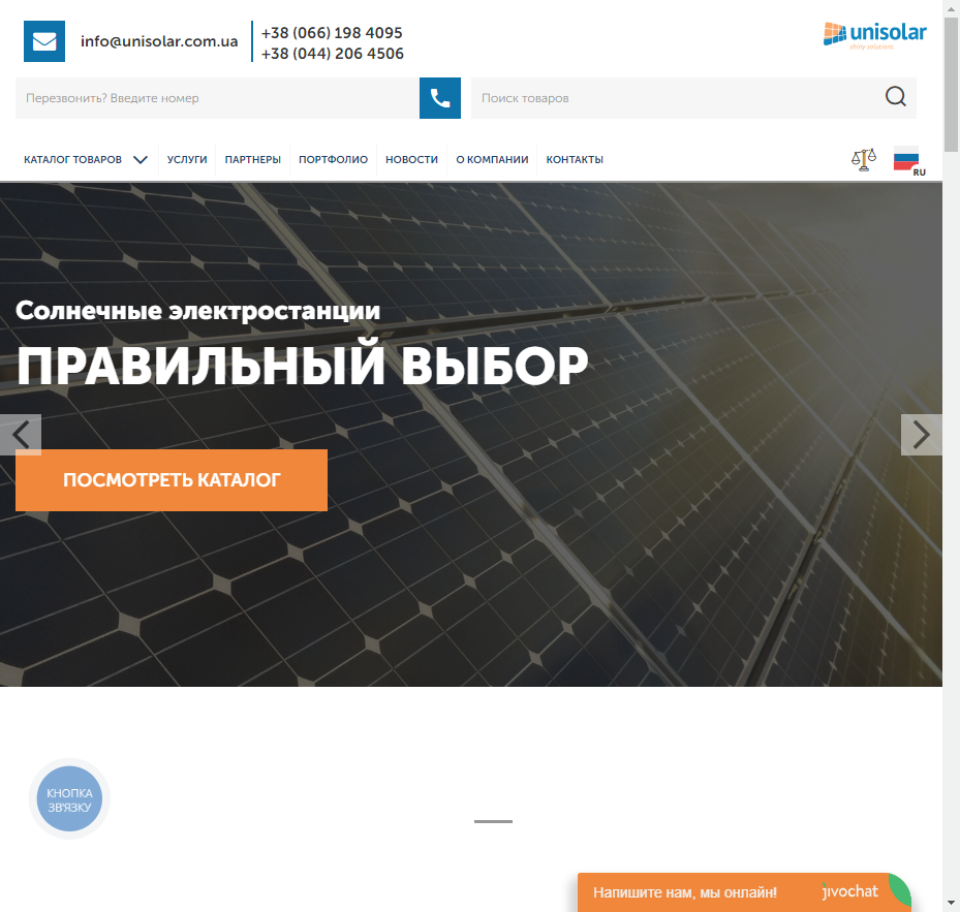 info@unisolar.com.ua
+38 (066) 198 4095
+38 (044) 206 4506
unisolar
shiny solutions
Перезвонить? Введите номер
Поиск товаров
КАТАЛОГ ТОВАРОВ
УСЛУГИ
ПАРТНЕРЫ
ПОРТФОЛИО
НОВОСТИ
О КОМПАНИИ
КОНТАКТЫ
RU
Солнечные электростанции
ПРАВИЛЬНЫЙ ВЫБОР
ПОСМОТРЕТЬ КАТАЛОГ
КНОПКА
ЗВ'ЯЗКУ
Напишите нам, мы онлайн!
jivochat